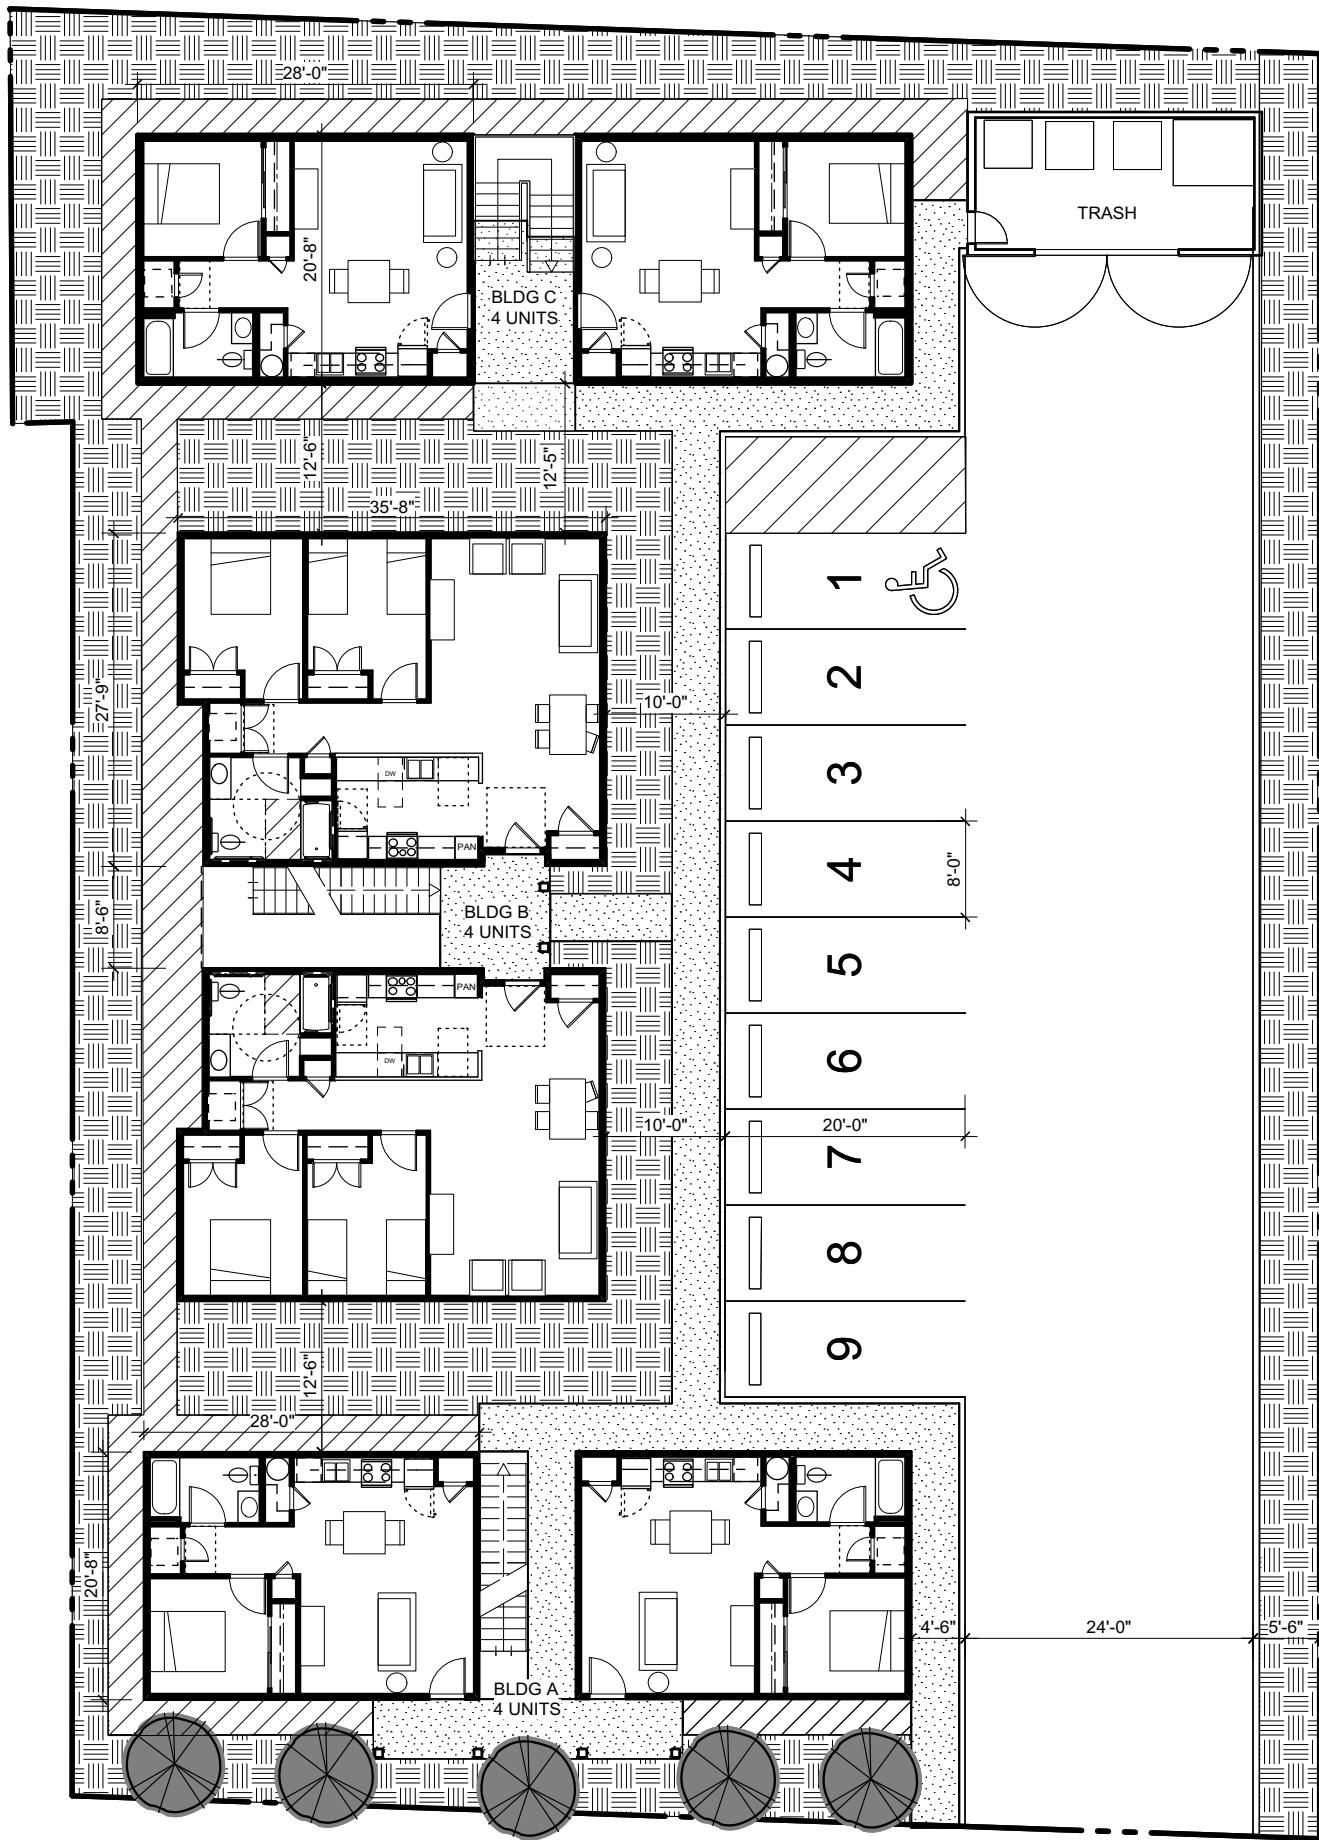 28'-0"
TRASH
20'-8"
BLDG C
4 UNITS
12'-6"
12'-5"
35'-8"
1
2
27'-9"
10'-0"
3
DW
PAN
4
8'-0"
8'-6"
BLDG B
4 UNITS
5
PAN
DW
6
10'-0"
20'-0"
7
8
9
12'-6"
28'-0"
20'-8"
4'-6"
24'-0"
5'-6"
BLDG A
4 UNITS